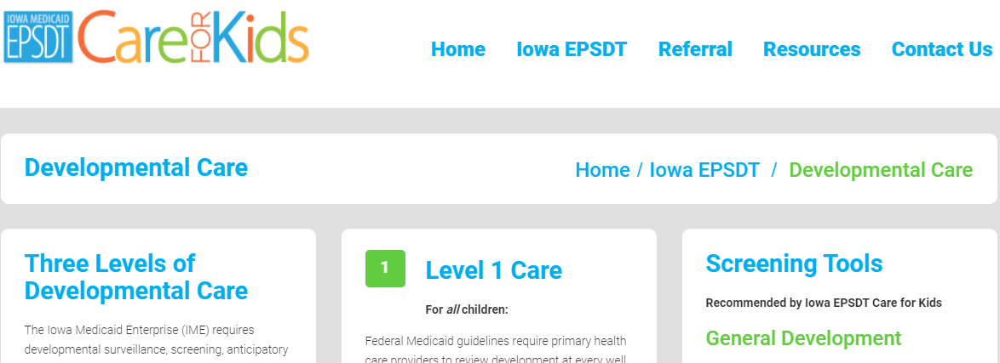 IOWA MEDICAID
EPSDT
Care FOR Kids
Home Iowa EPSDT Referral Resources Contact Us
Developmental Care
Home / Iowa EPSDT / Developmental Care
Three Levels of
Developmental Care
The Iowa Medicaid Enterprise (IME) requires
developmental surveillance, screening, anticipatory
1
Level 1 Care
For all children:
Federal Medicaid guidelines require primary health
care providers to review development at every well
Screening Tools
Recommended by Iowa EPSDT Care for Kids
General Development